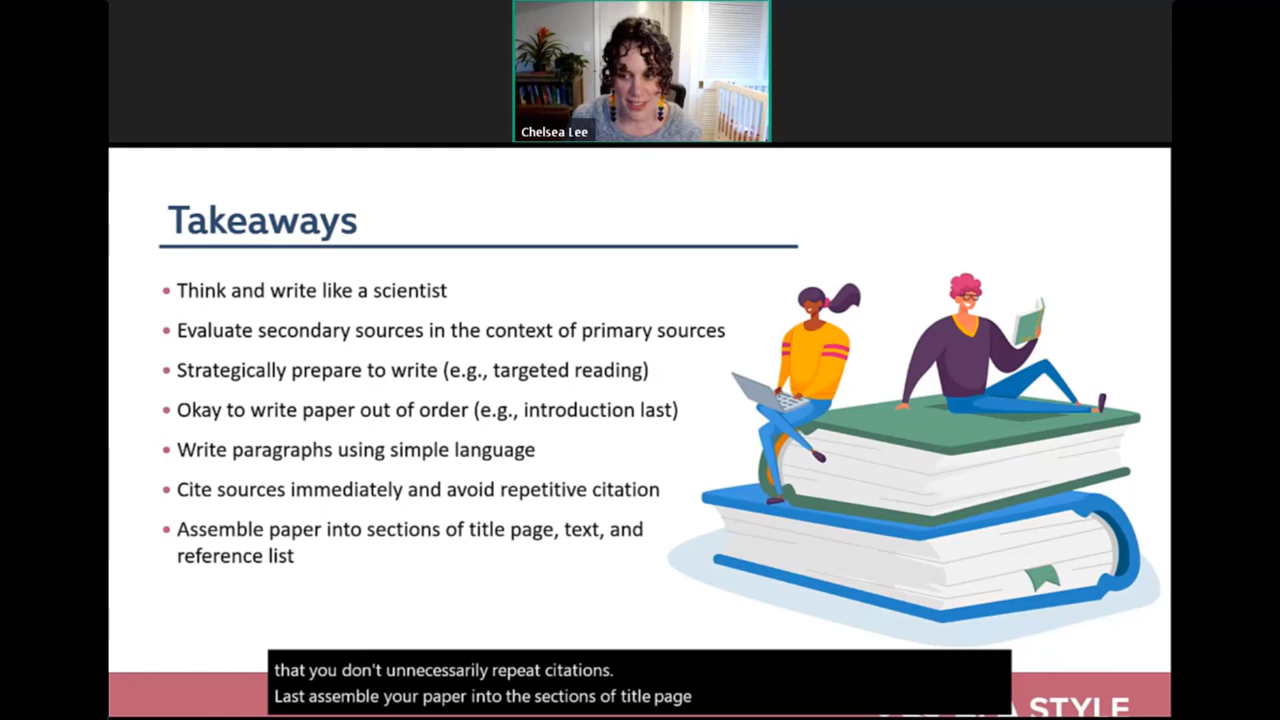 Chelsea Lee
Takeaways
• Think and write like a scientist
• Evaluate secondary sources in the context of primary sources
• Strategically prepare to write (e.g., targeted reading)
• Okay to write paper out of order (e.g., introduction last)
• Write paragraphs using simple language
• Cite sources immediately and avoid repetitive citation
• Assemble paper into sections of title page, text, and
reference list
that you don't unnecessarily repeat citations.
Last assemble your paper into the sections of title page
STYLE